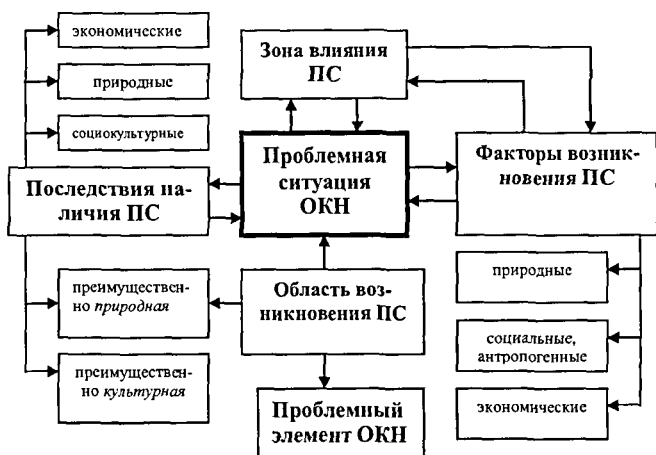 экономические
природные
социокультурные
Последствия на-
личия ПС
преимуществен-
но природная
преимуществен-
но культурная
Зона влияния
ПС
Проблемная
ситуация
ОКН
Область воз-
никновения ПС
Проблемный
элемент ОКН
Факторы возник-
новения ПС
природные
социальные,
антропогенные
экономические